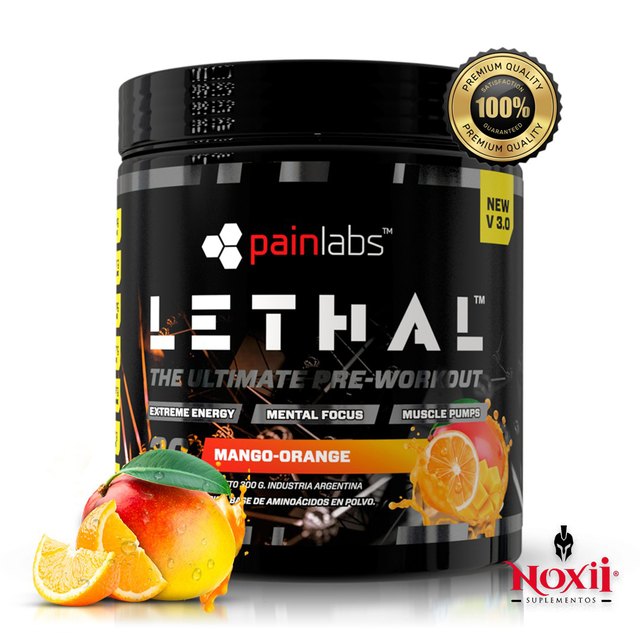 PREMIUM QUALITY
SATISFACTION
100%
GUARANTEED
PREMIUM QUALITY
NEW
V 3.0
painlabs™
LETHAL™
THE ULTIMATE PRE-WORKOUT
EXTREME ENERGY MENTAL FOCUS MUSCLE PUMPS
MANGO-ORANGE
300 G. INDUSTRIA ARGENTINA
BASE DE AMINOÁCIDOS EN POLVO.
Noxii®
SUPLEMENTOS